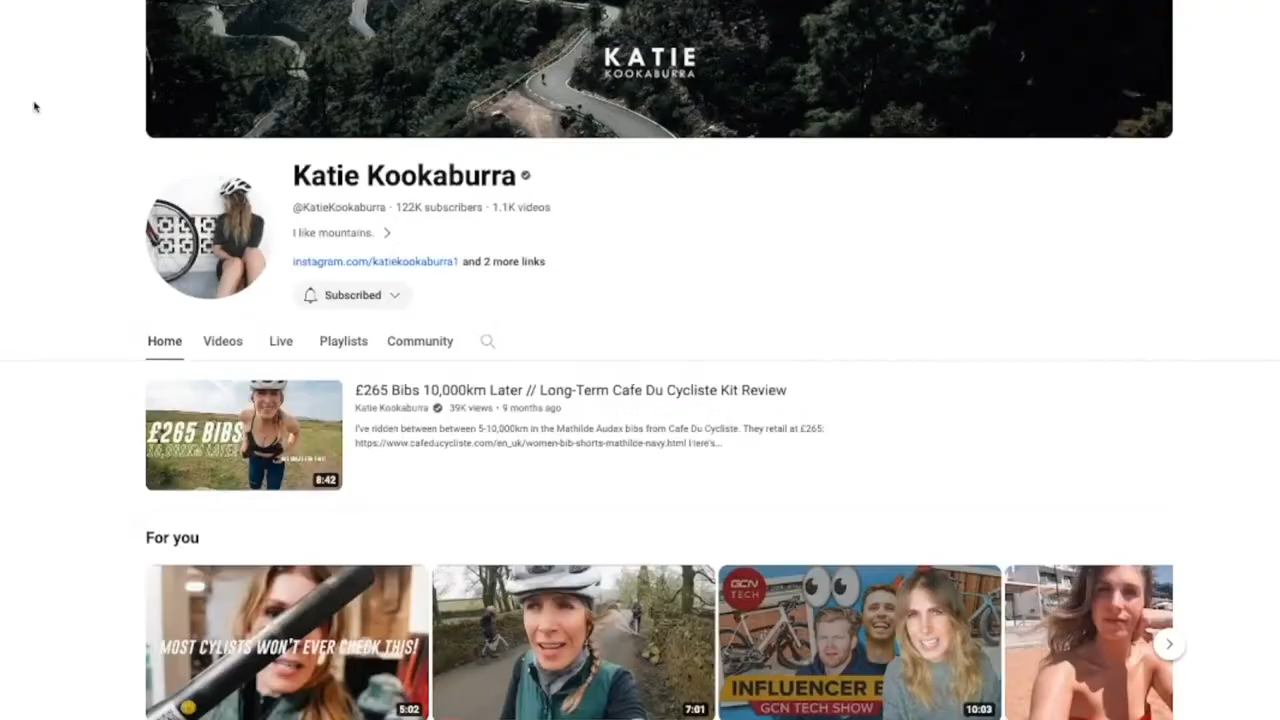 KATIE
KOOKABURRA
Katie Kookaburra
@KatieKookaburra · 122K subscribers · 1.1K videos
I like mountains.
instagram.com/katiekookaburra1 and 2 more links
Subscribed
Home Videos Live Playlists Community
£265 BIBS
10,000KM LATER
8:42
£265 Bibs 10,000km Later // Long-Term Cafe Du Cycliste Kit Review
Katie Kookaburra 39K views • 9 months ago
I've ridden between between 5-10,000km in the Mathilde Audax bibs from Cafe Du Cycliste. They retail at £265:
https://www.cafeducycliste.com/en_uk/women-bib-shorts-mathilde-navy.html Here's...
For you
MOST CYLISTS WON'T EVER CHECK THIS!
5:02
7:01
GCN
TECH
INFLUENCER E
GCN TECH SHOW
10:03